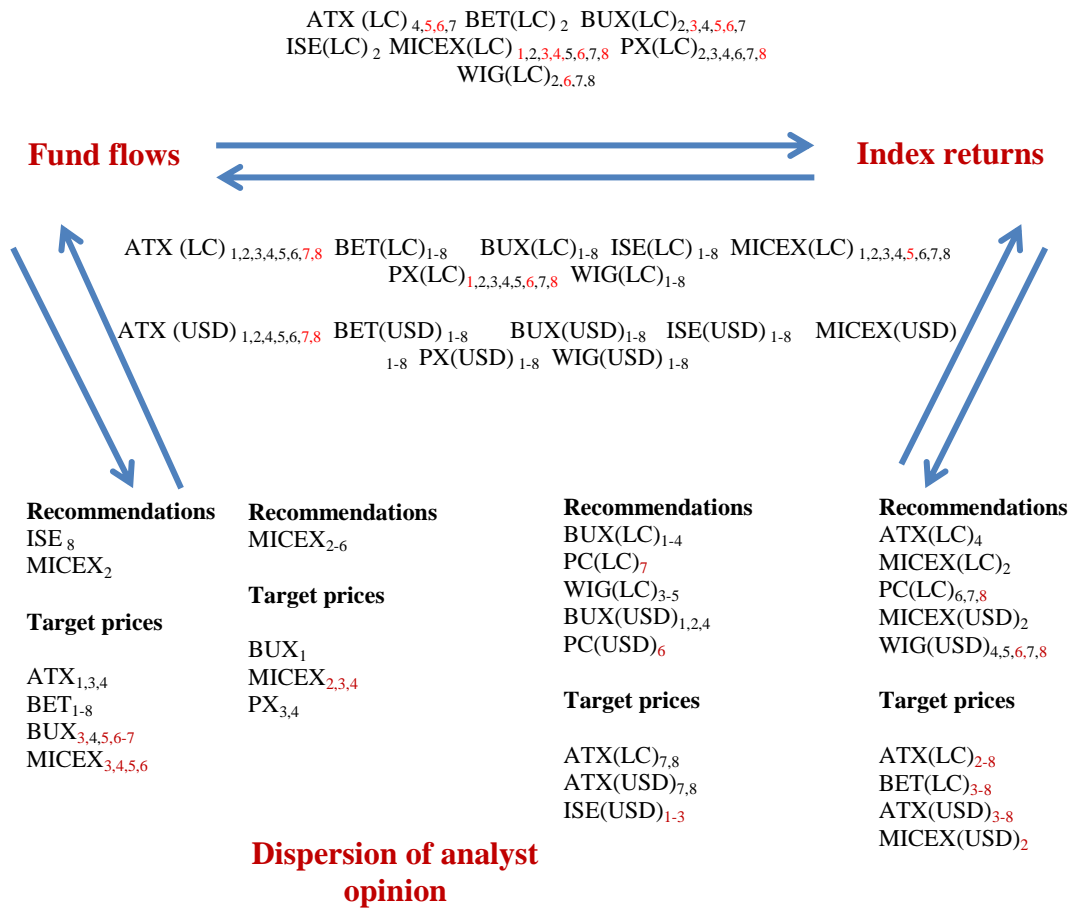 ATX (LC) 4,5,6,7 BET(LC) 2 BUX(LC)2,3,4,5,6,7
ISE(LC) 2 MICEX(LC) 1,2,3,4,5,6,7,8 PX(LC)2,3,4,6,7,8
WIG(LC)2,6,7,8
Fund flows
Index returns
ATX (LC) 1,2,3,4,5,6,7,8 BET(LC)1-8 BUX(LC)1-8 ISE(LC) 1-8 MICEX(LC) 1,2,3,4,5,6,7,8
PX(LC)1,2,3,4,5,6,7,8 WIG(LC)1-8
ATX (USD) 1,2,4,5,6,7,8 BET(USD) 1-8 BUX(USD)1-8 ISE(USD) 1-8 MICEX(USD)
1-8 PX(USD) 1-8 WIG(USD) 1-8
Recommendations
ISE 8
MICEX2
Target prices
ATX1,3,4
BET1-8
BUX3,4,5,6-7
MICEX3,4,5,6
Recommendations
MICEX2-6
Target prices
BUX1
MICEX2,3,4
PX3,4
Recommendations
BUX(LC)1-4
PC(LC)7
WIG(LC)3-5
BUX(USD)1,2,4
PC(USD)6
Target prices
ATX(LC)7,8
ATX(USD)7,8
ISE(USD)1-3
Recommendations
ATX(LC)4
MICEX(LC)2
PC(LC)6,7,8
MICEX(USD)2
WIG(USD)4,5,6,7,8
Target prices
ATX(LC)2-8
BET(LC)3-8
ATX(USD)3-8
MICEX(USD)2
Dispersion of analyst
opinion